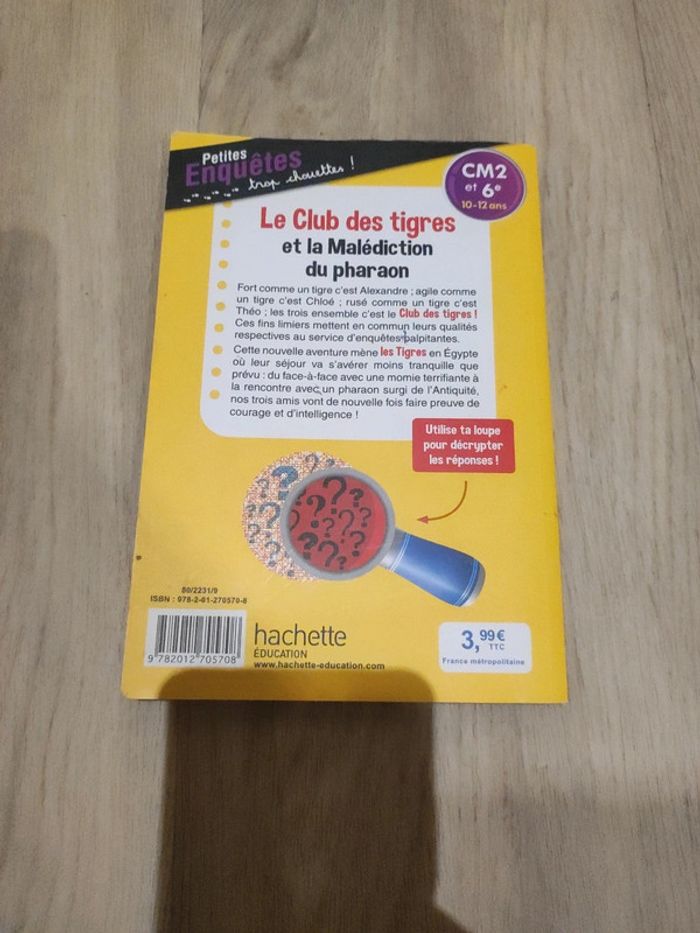 Petites
Enquêtes
trop chouettes !
CM2
et 6e
10-12 ans
Le Club des tigres
et la Malédiction
du pharaon
Fort comme un tigre c'est Alexandre ; agile comme
un tigre c'est Chloé ; rusé comme un tigre c'est
Théo ; les trois ensemble c'est le Club des tigres !
Ces fins limiers mettent en commun leurs qualités
respectives au service d'enquêtes palpitantes.
Cette nouvelle aventure mène les Tigres en Égypte
où leur séjour va s'avérer moins tranquille que
prévu : du face-à-face avec une momie terrifiante à
la rencontre avec un pharaon surgi de l'Antiquité,
nos trois amis vont de nouvelle fois faire preuve de
courage et d'intelligence !
Utilise ta loupe
pour décrypter
les réponses !
80/2231/9
ISBN : 978-2-01-270570-8
9 782012 705708
hachette
ÉDUCATION
www.hachette-education.com
3,99€
TTC
France métropolitaine